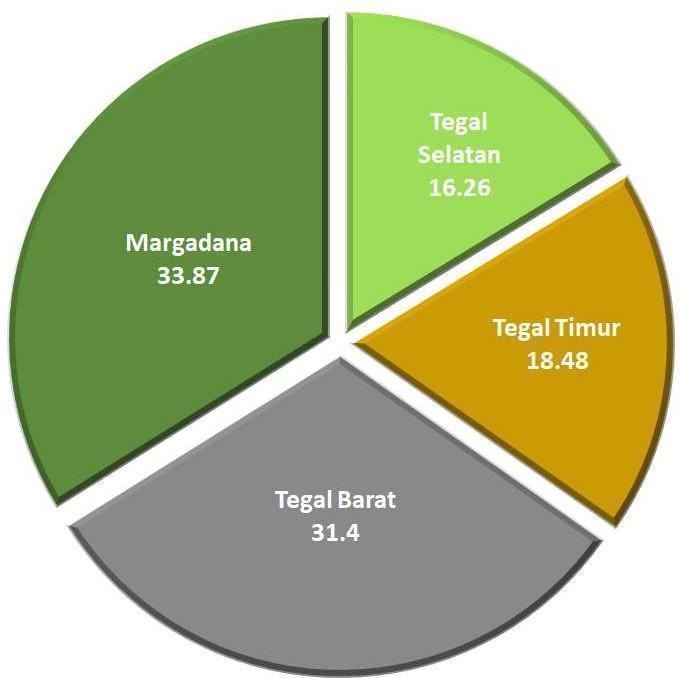 Tegal
Selatan
16.26
Margadana
33.87
Tegal Timur
18.48
Tegal Barat
31.4